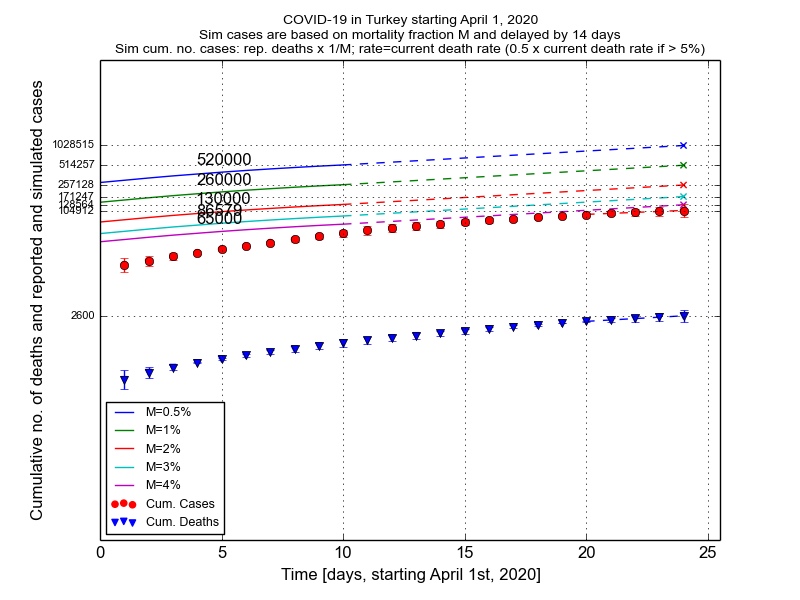 COVID-19 in Turkey starting April 1, 2020
Sim cases are based on mortality fraction M and delayed by 14 days
Sim cum. no. cases: rep. deaths x 1/M; rate=current death rate (0.5 x current death rate if > 5%)
Cumulative no. of deaths and reported and simulated cases
1028515
514257
257128
171247
128564
104912
2600
520000
260000
130000
86579
65000
M=0.5%
M=1%
M=2%
M=3%
M=4%
Cum. Cases
Cum. Deaths
0 5 10 15 20 25
Time [days, starting April 1st, 2020]